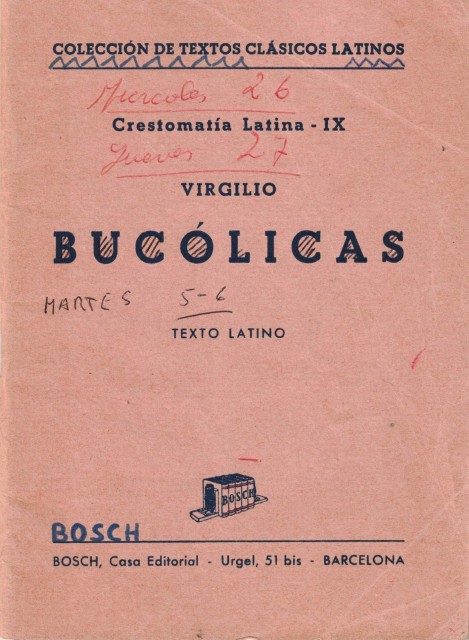 COLECCIÓN DE TEXTOS CLÁSICOS LATINOS
Miercoles 26
Crestomatía Latina - IX
Jueves 27
VIRGILIO
BUCÓLICAS
MARTES 5-6
TEXTO LATINO
BOSCH
BOSCH
BOSCH, Casa Editorial - Urgel, 51 bis - BARCELONA